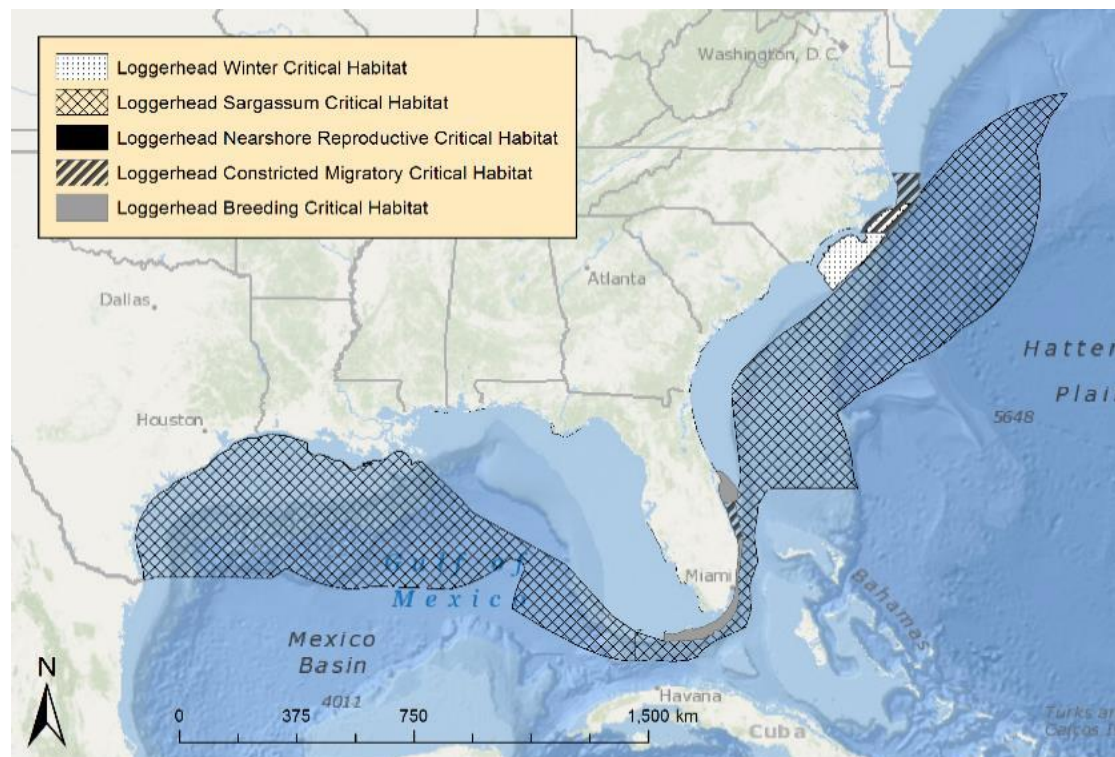 Washington, D.C.
Loggerhead Winter Critical Habitat
Loggerhead Sargassum Critical Habitat
Loggerhead Nearshore Reproductive Critical Habitat
Loggerhead Constricted Migratory Critical Habitat
Loggerhead Breeding Critical Habitat
Atlanta
Dallas
Hatter
Plai
5648
Houston
Gulf of
Mexico
Miami
Bahamas
Mexico
Basin
4011
N
Havana
Cuba
0 375 750 1,500 km
Turks a
Caicos I